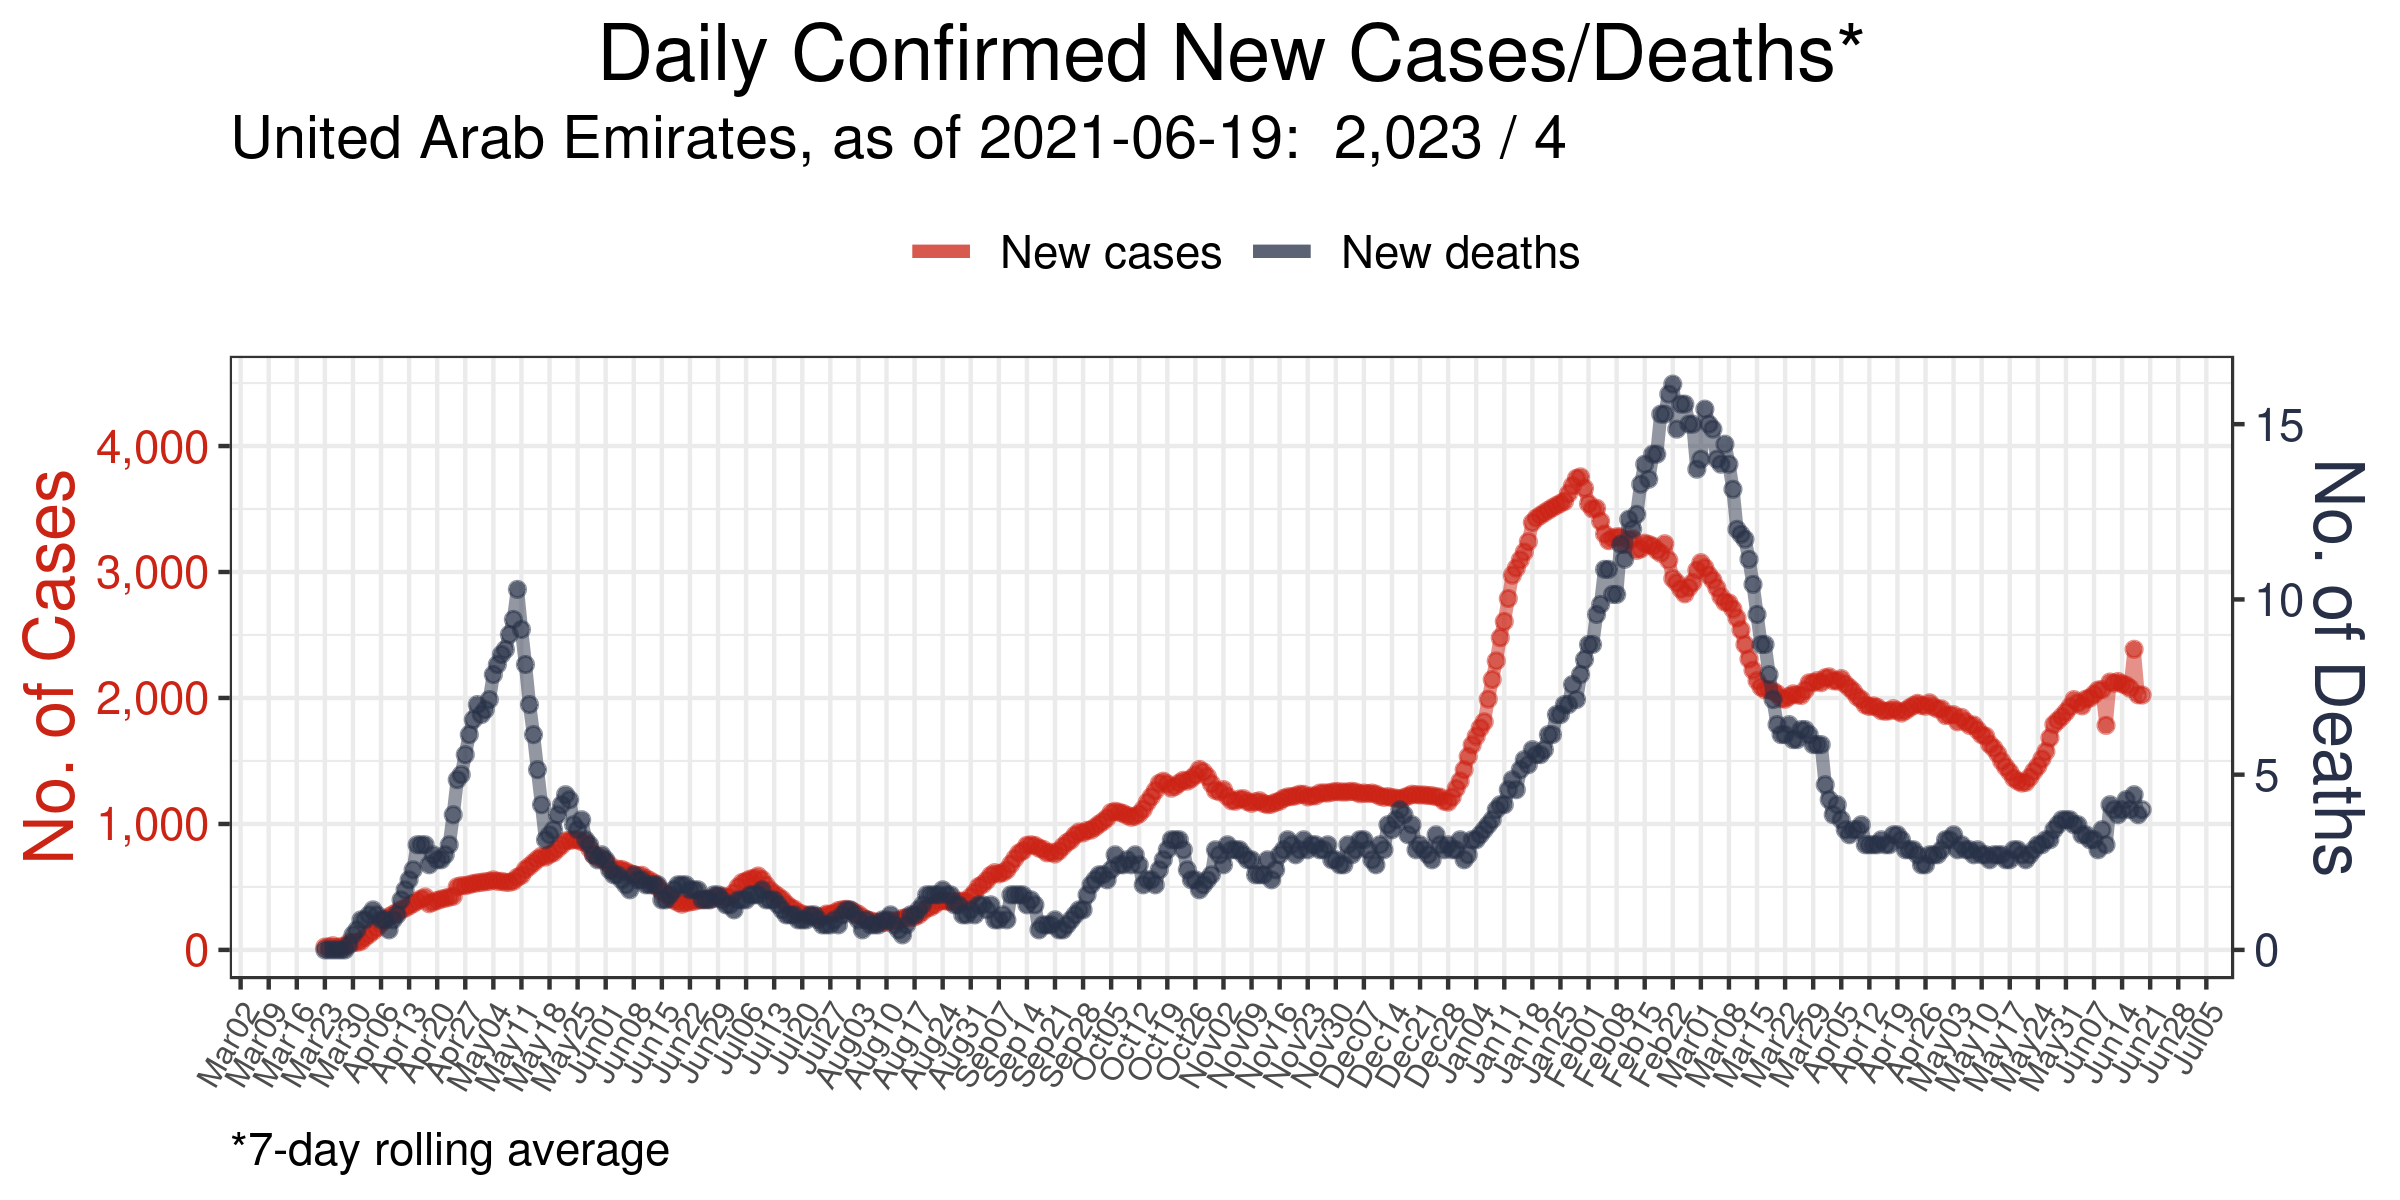 Daily Confirmed New Cases/Deaths*
United Arab Emirates, as of 2021-06-19:  2,023 / 4
New cases
New deaths
No. of Cases
4,000
3,000
2,000
1,000
0
No. of Deaths
15
10
5
0
Mar02
Mar09
Mar16
Mar23
Mar30
Apr06
Apr13
Apr20
Apr27
May04
May11
May18
May25
Jun01
Jun08
Jun15
Jun22
Jun29
Jul06
Jul13
Jul20
Jul27
Aug03
Aug10
Aug17
Aug24
Aug31
Sep07
Sep14
Sep21
Sep28
Oct05
Oct12
Oct19
Oct26
Nov02
Nov09
Nov16
Nov23
Nov30
Dec07
Dec14
Dec21
Dec28
Jan04
Jan11
Jan18
Jan25
Feb01
Feb08
Feb15
Feb22
Mar01
Mar08
Mar15
Mar22
Mar29
Apr05
Apr12
Apr19
Apr26
May03
May10
May17
May24
May31
Jun07
Jun14
Jun21
Jun28
Jul05
*7-day rolling average